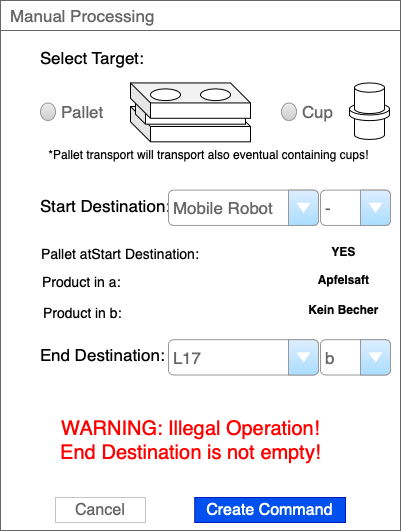 Manual Processing
Select Target:
Pallet
Cup
*Pallet transport will transport also eventual containing cups!
Start Destination: Mobile Robot -
Pallet atStart Destination: YES
Product in a: Apfelsaft
Product in b: Kein Becher
End Destination: L17 b
WARNING: Illegal Operation!
End Destination is not empty!
Cancel Create Command